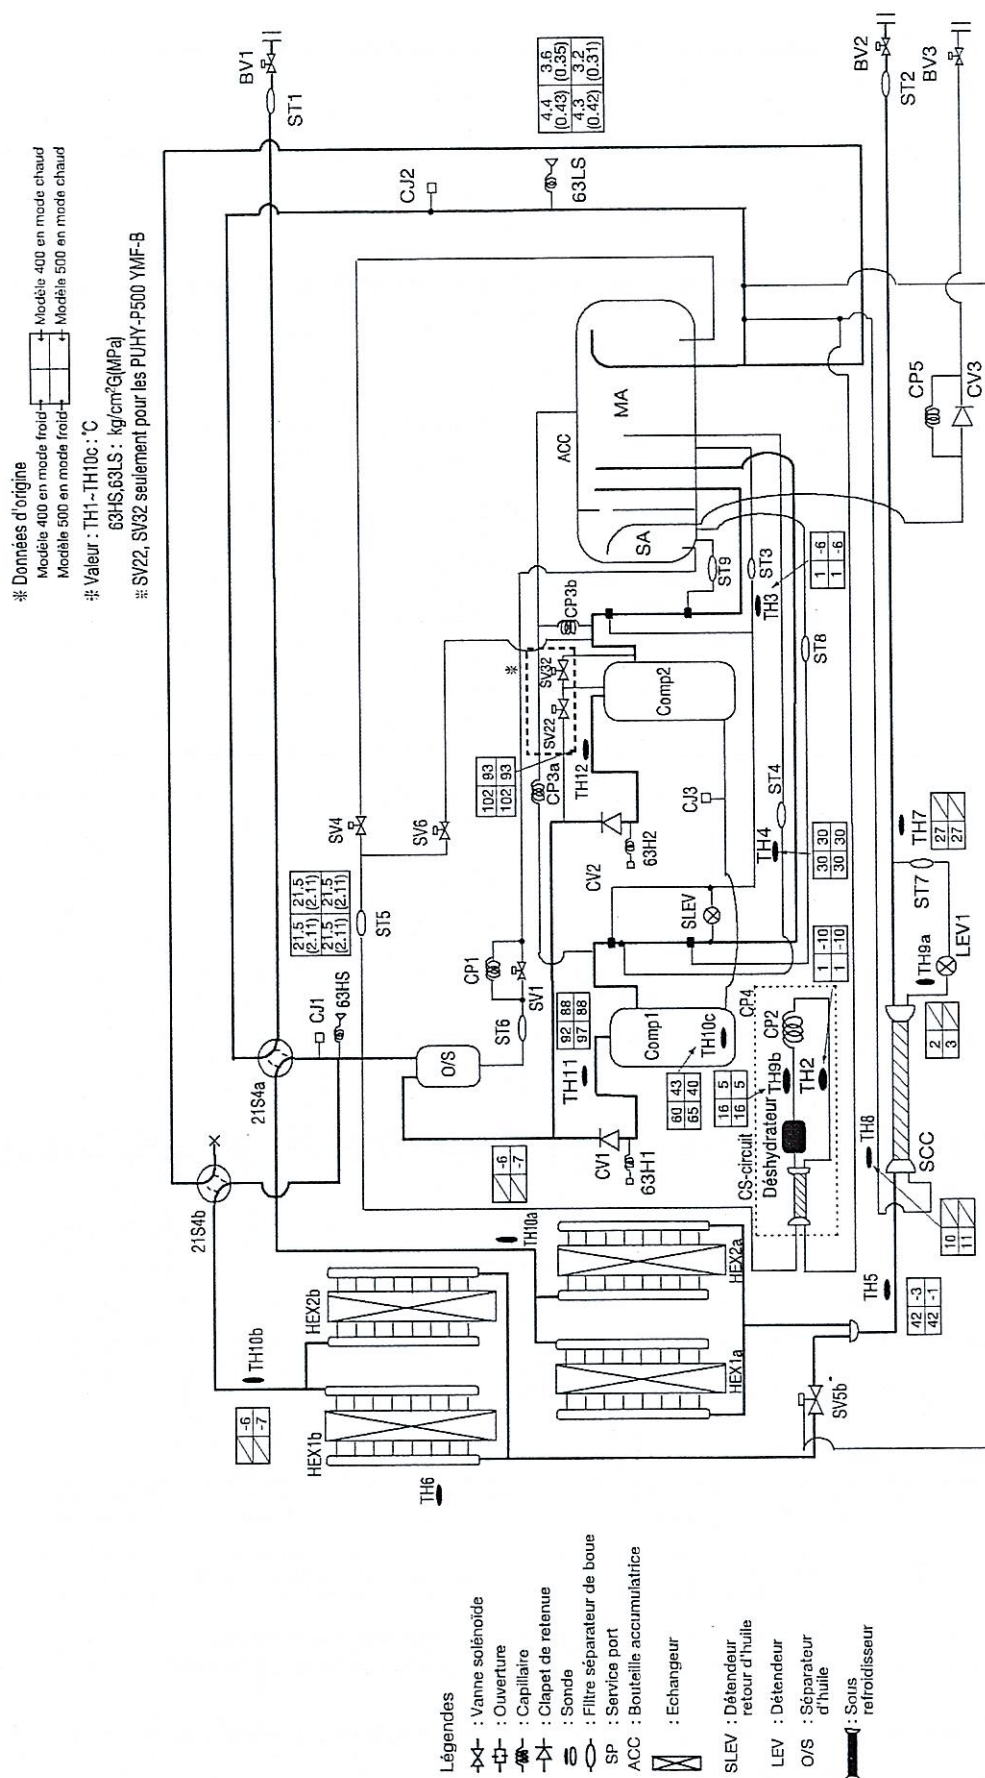 ※ Données d'origine
Modèle 400 en mode froid→ ←Modèle 400 en mode chaud
Modèle 500 en mode froid→ ←Modèle 500 en mode chaud
※ Valeur : TH1~TH10c : °C
63HS,63LS : kg/cm²G(MPa)
※ SV22, SV32 seulement pour les PUHY-P500 YMF-B
BV1
ST1
4.4 3.6
(0.43) (0.35)
4.3 3.2
(0.42) (0.31)
BV2
ST2
BV3
CJ2
63LS
ACC
MA
SA
CP5
CV3
ST9
ST3
TH3
1 -6
1 -6
ST8
CP3b
※
SV32
SV22
Comp2
102 93
102 93
CP3a
TH12
SV4
SV6
ST5
21.5 21.5
(2.11) (2.11)
21.5 21.5
(2.11) (2.11)
CV2
63H2
CJ3
ST4
TH4
30 30
30 30
TH7
27
27
ST7
LEV1
TH9a
2
3
SLEV
1 -10
1 -10
CP1
SV1
ST6
CJ1
63HS
21S4a
O/S
TH11
92 88
97 88
Comp1
TH10c
60 43
65 40
CP4
CP2
TH9b
TH2
16 5
16 5
CS-circuit
Déshydrateur
CV1
63H1
-6
-7
TH10a
21S4b
TH8
SCC
10
11
TH5
42 -3
42 -1
HEX2a
HEX1a
HEX2b
HEX1b
TH10b
-6
-7
SV5b
TH6
Légendes
: Vanne solénoïde
: Ouverture
: Capillaire
: Clapet de retenue
: Sonde
: Filtre séparateur de boue
SP : Service port
ACC : Bouteille accumulatrice
: Echangeur
SLEV : Détendeur
retour d'huile
LEV : Détendeur
O/S : Séparateur
d'huile
: Sous
refroidisseur